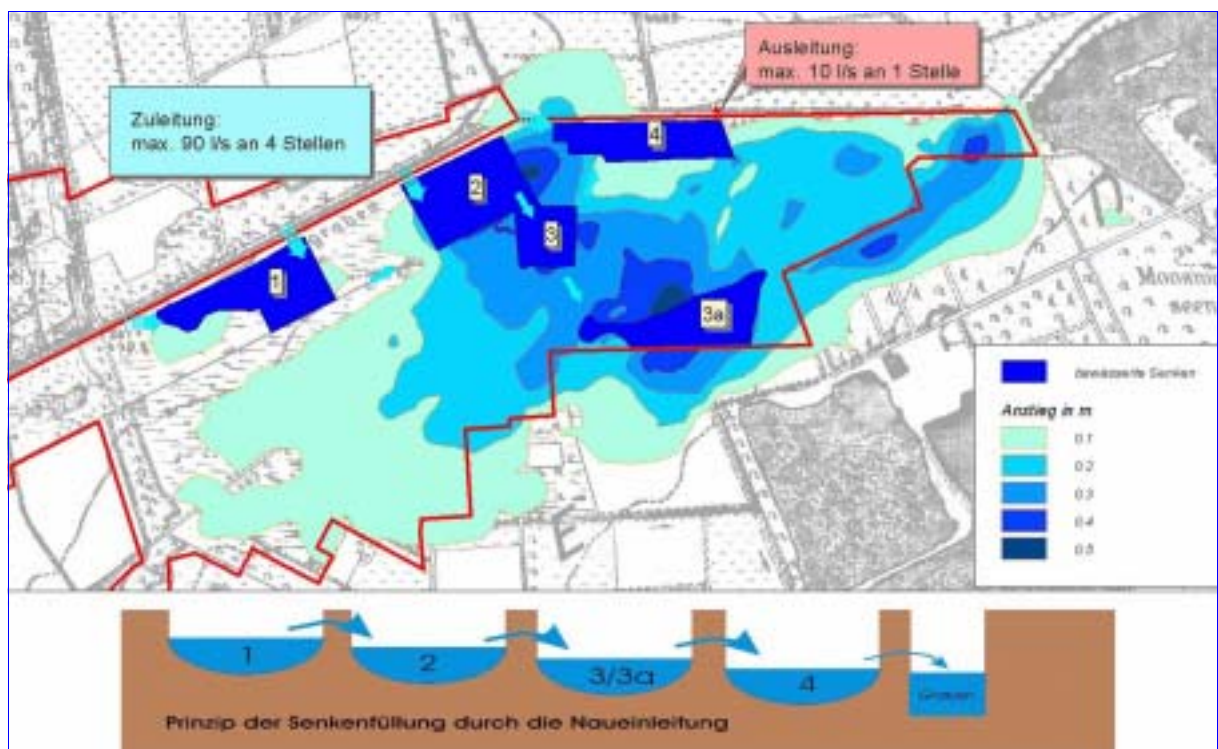 Ausleitung:
max. 10 l/s an 1 Stelle
Zuleitung:
max. 90 l/s an 4 Stellen
4
2
3
1
3a
E
bewässerte Senken
Anstieg in m
0.1
0.2
0.3
0.4
0.5
1
2
3/3a
4
Graben
Prinzip der Senkenfüllung durch die Naueinleitung